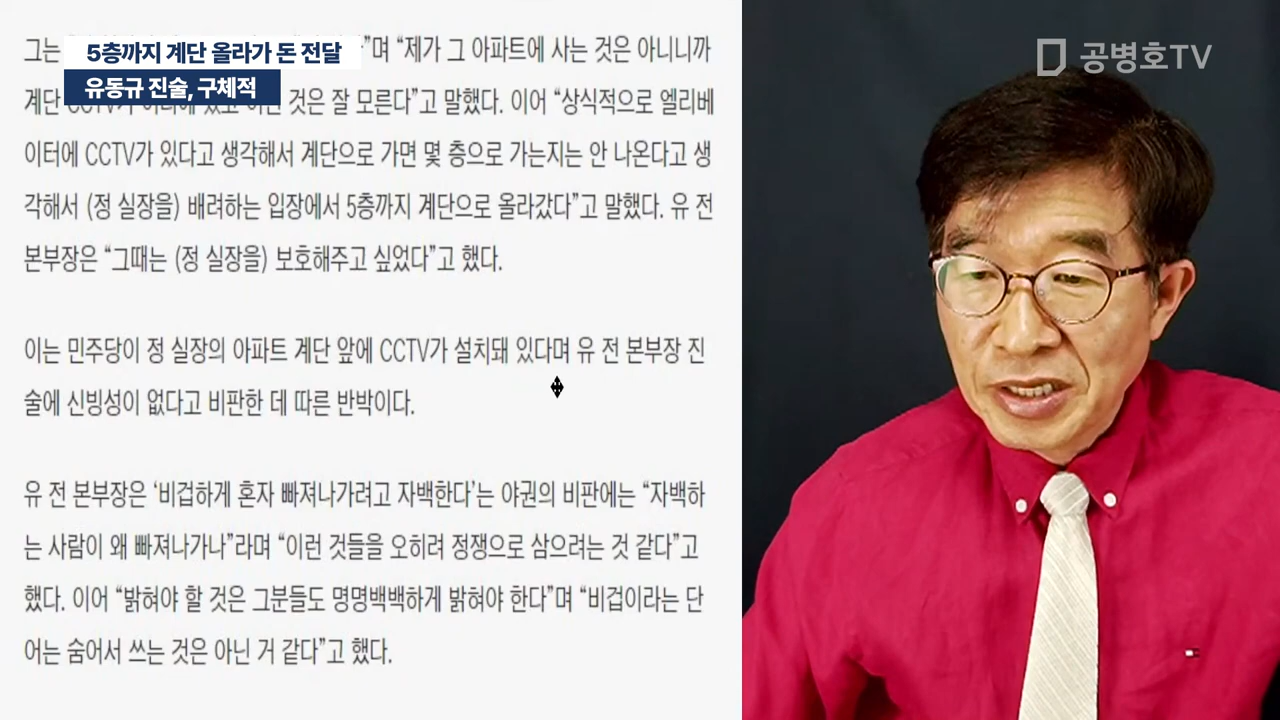 5층까지 계단 올라가 돈 전달
유동규 진술, 구체적
공병호TV
그는 ”며 “제가 그 아파트에 사는 것은 아니니까
계단 것은 잘 모른다”고 말했다. 이어 “상식적으로 엘리베
이터에 CCTV가 있다고 생각해서 계단으로 가면 몇 층으로 가는지는 안 나온다고 생
각해서 (정 실장을) 배려하는 입장에서 5층까지 계단으로 올라갔다”고 말했다. 유 전
본부장은 “그때는 (정 실장을) 보호해주고 싶었다”고 했다.
이는 민주당이 정 실장의 아파트 계단 앞에 CCTV가 설치돼 있다며 유 전 본부장 진
술에 신빙성이 없다고 비판한 데 따른 반박이다.
유 전 본부장은 ‘비겁하게 혼자 빠져나가려고 자백한다’는 야권의 비판에는 “자백하
는 사람이 왜 빠져나가나”라며 “이런 것들을 오히려 정쟁으로 삼으려는 것 같다”고
했다. 이어 “밝혀야 할 것은 그분들도 명명백백하게 밝혀야 한다”며 “비겁이라는 단
어는 숨어서 쓰는 것은 아닌 거 같다”고 했다.